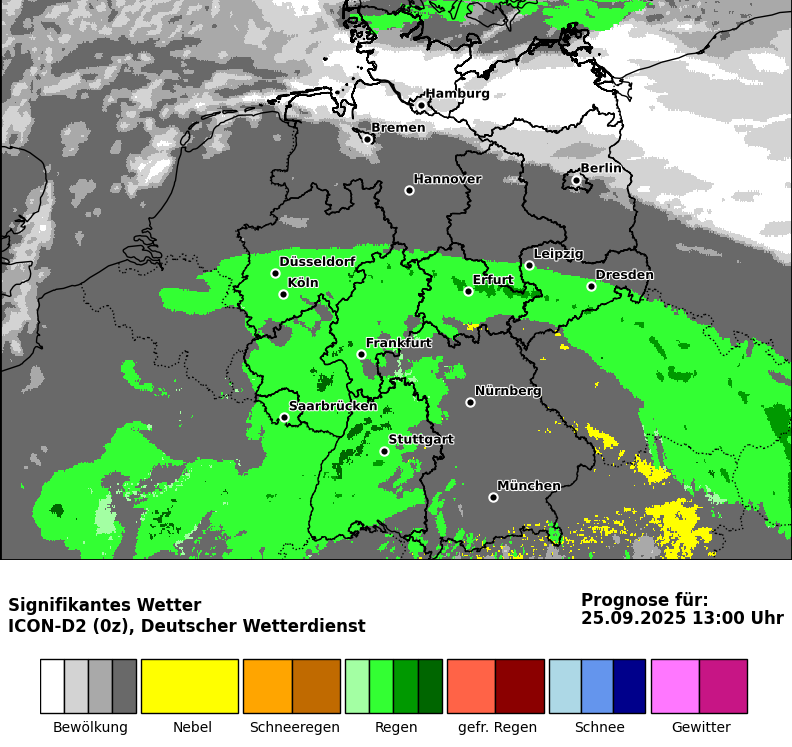 Hamburg
Bremen
Hannover
Berlin
Leipzig
Düsseldorf
Dresden
Köln
Erfurt
Frankfurt
Nürnberg
Saarbrücken
Stuttgart
München
Signifikantes Wetter
ICON-D2 (0z), Deutscher Wetterdienst
Prognose für:
25.09.2025 13:00 Uhr
Bewölkung Nebel Schneeregen Regen gefr. Regen Schnee Gewitter